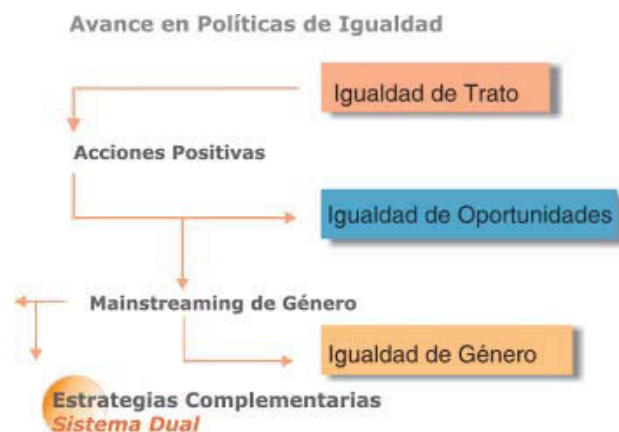 Avance en Políticas de Igualdad
Igualdad de Trato
Acciones Positivas
Igualdad de Oportunidades
Mainstreaming de Género
Igualdad de Género
Estrategias Complementarias
Sistema Dual